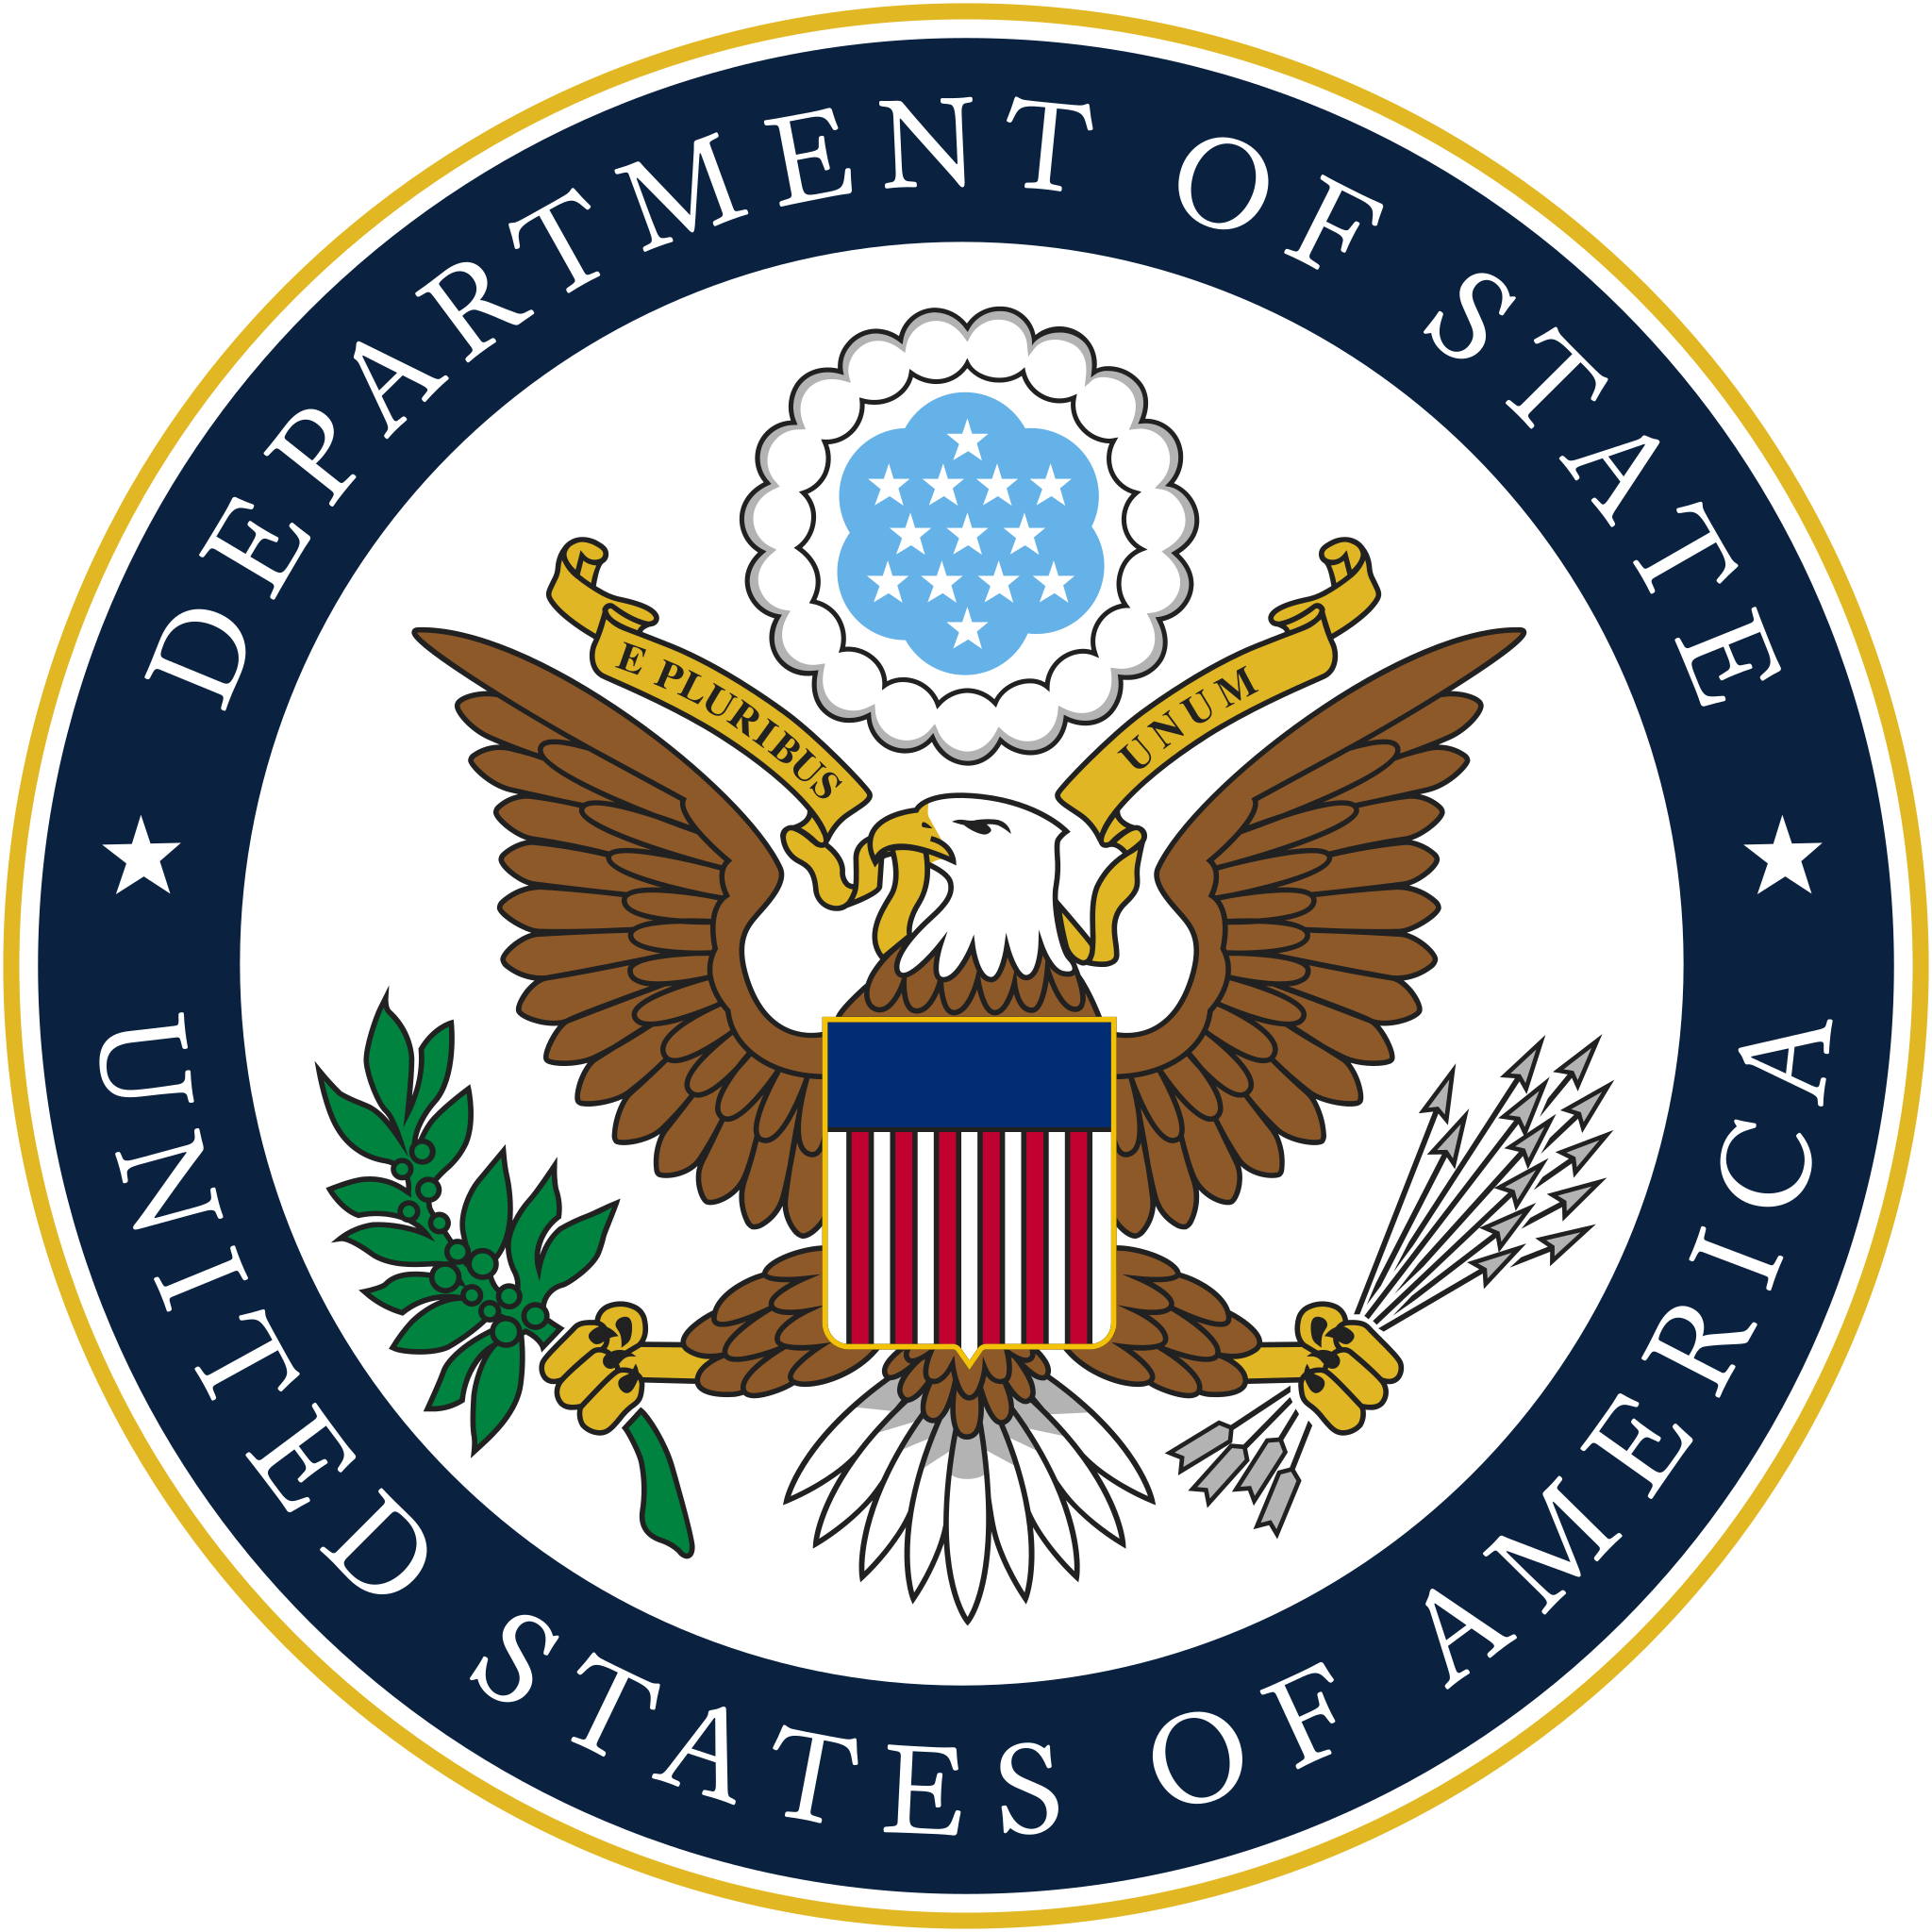 DEPARTMENT OF STATE
E PLURIBUS UNUM
UNITED STATES OF AMERICA